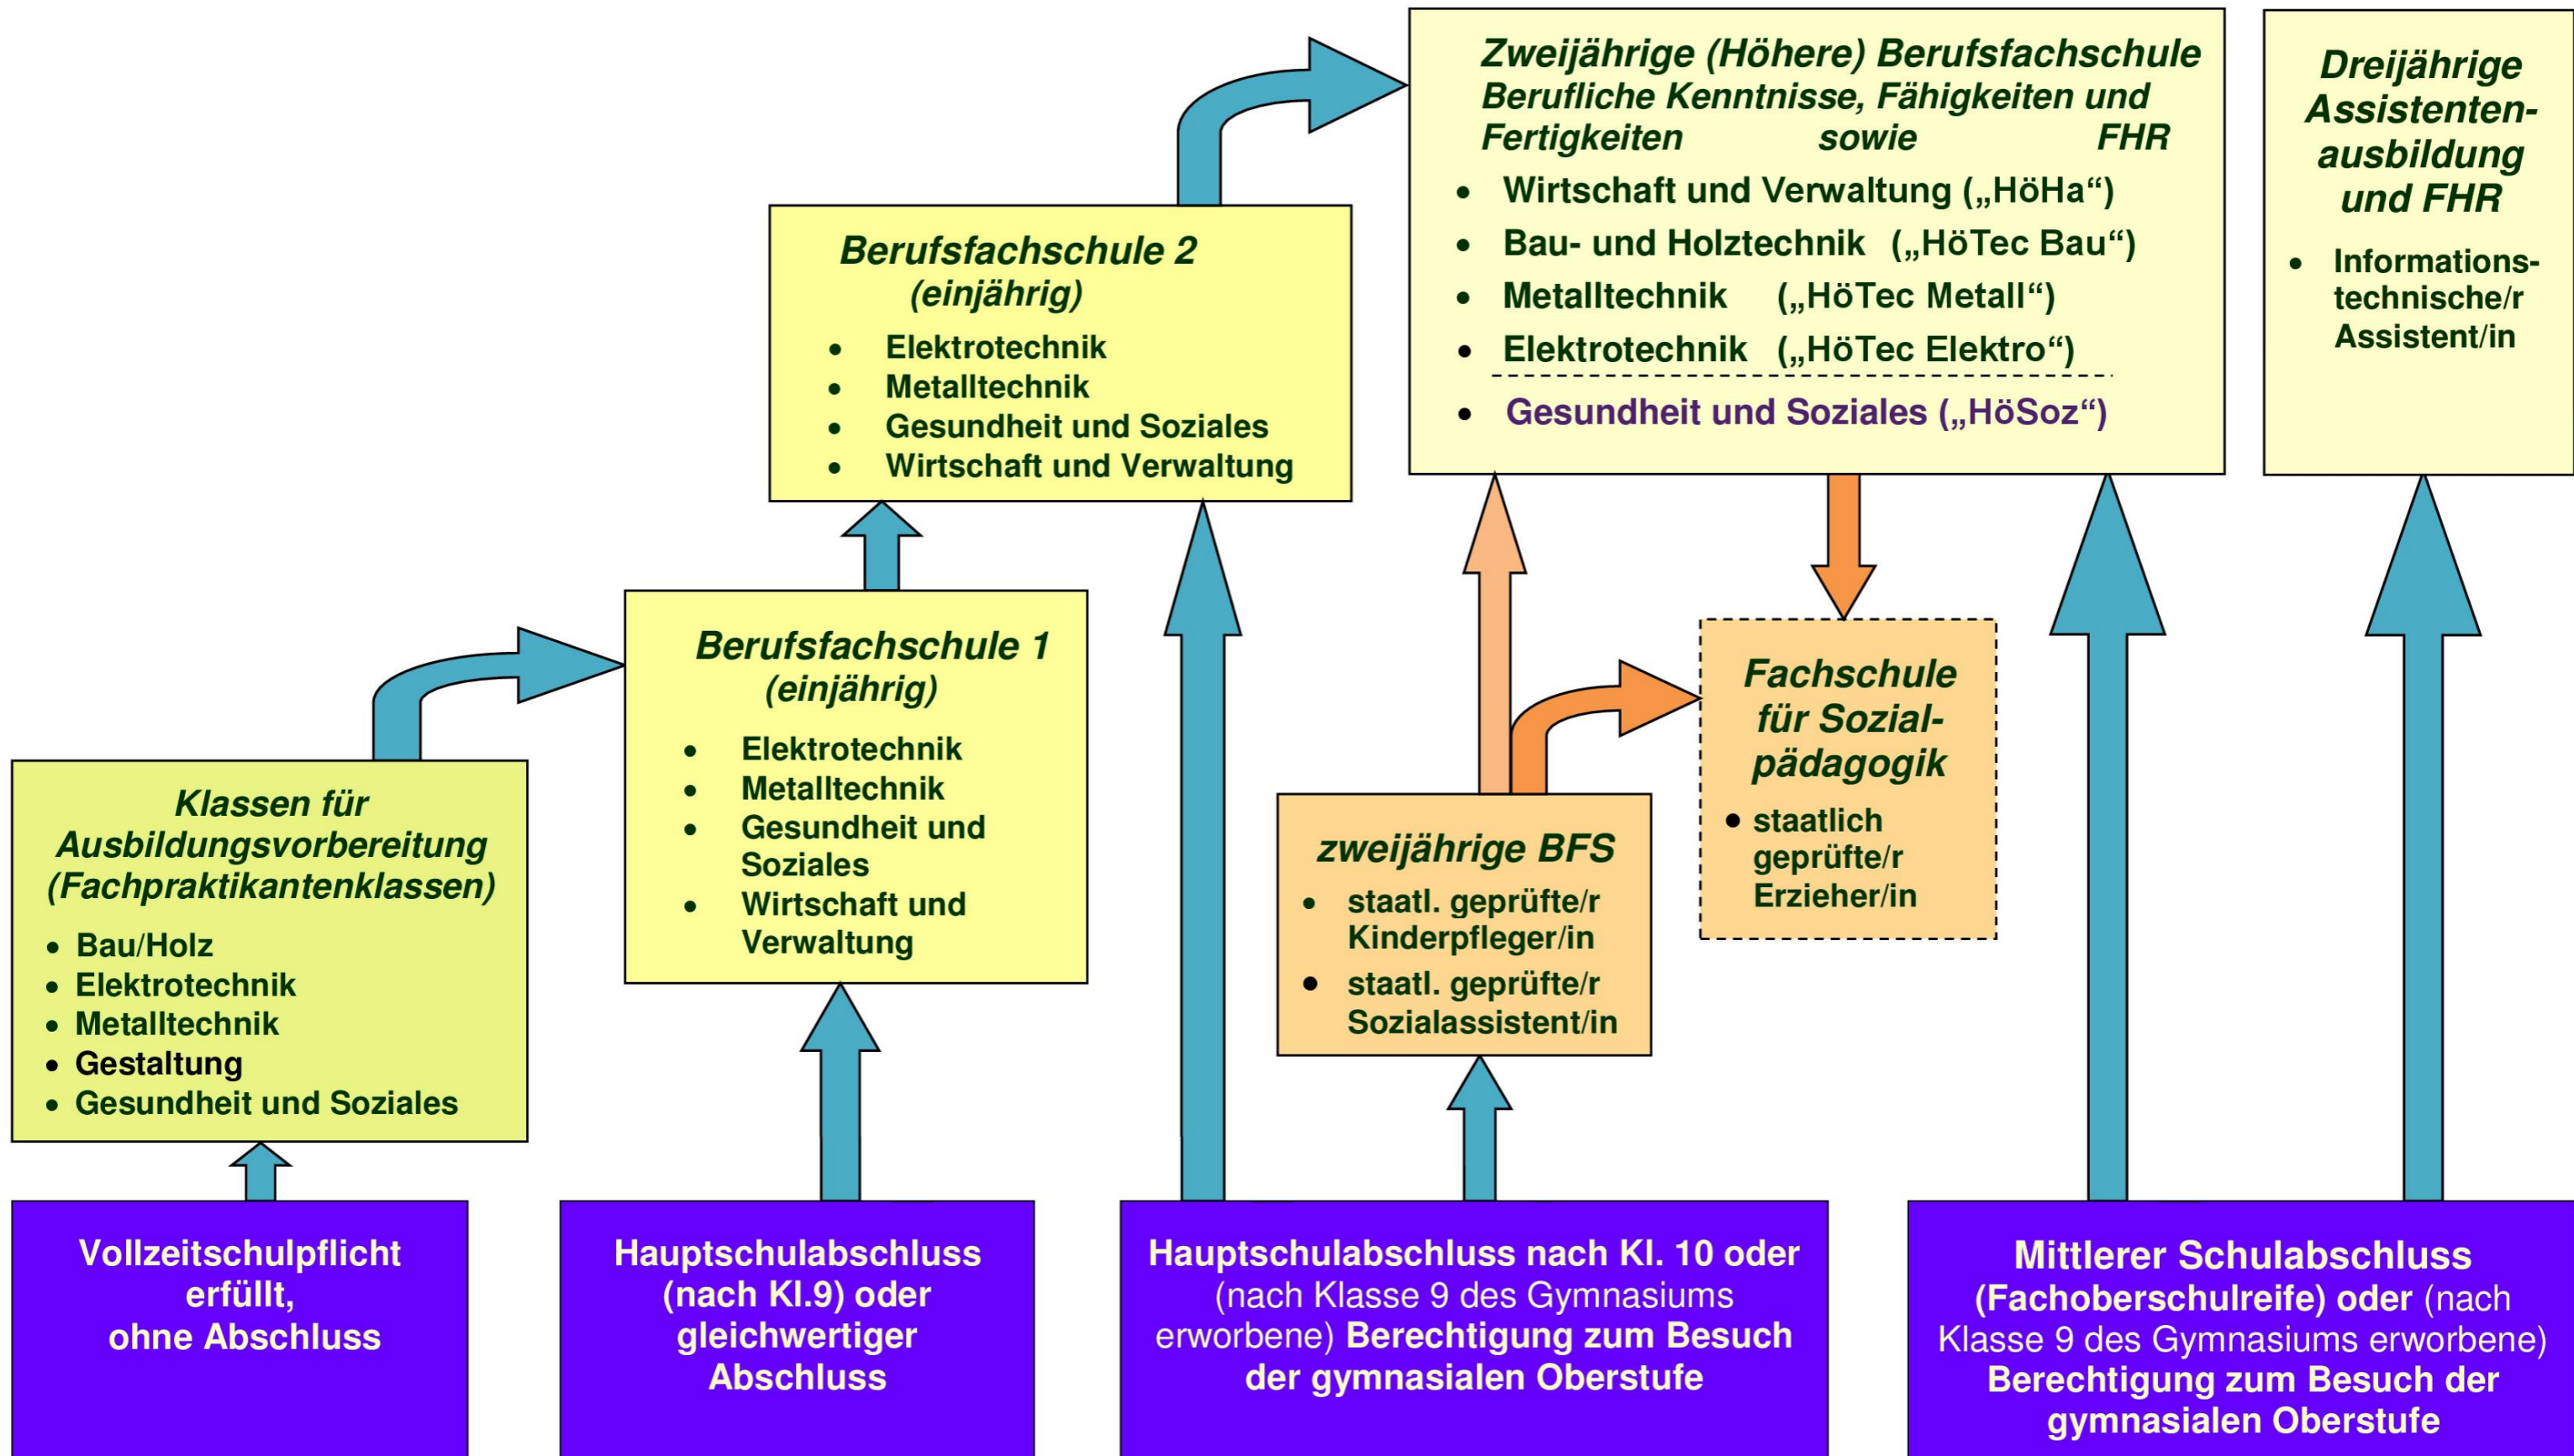 Zweijährige (Höhere) Berufsfachschule
Berufliche Kenntnisse, Fähigkeiten und
Fertigkeiten sowie FHR
• Wirtschaft und Verwaltung („HöHa“)
• Bau- und Holztechnik („HöTec Bau“)
• Metalltechnik („HöTec Metall“)
• Elektrotechnik („HöTec Elektro“)
• Gesundheit und Soziales („HöSoz“)
Dreijährige
Assistenten-
ausbildung
und FHR
• Informations-
technische/r
Assistent/in
Berufsfachschule 2
(einjährig)
• Elektrotechnik
• Metalltechnik
• Gesundheit und Soziales
• Wirtschaft und Verwaltung
Berufsfachschule 1
(einjährig)
• Elektrotechnik
• Metalltechnik
• Gesundheit und
Soziales
• Wirtschaft und
Verwaltung
Fachschule
für Sozial-
pädagogik
• staatlich
geprüfte/r
Erzieher/in
Klassen für
Ausbildungsvorbereitung
(Fachpraktikantenklassen)
• Bau/Holz
• Elektrotechnik
• Metalltechnik
• Gestaltung
• Gesundheit und Soziales
zweijährige BFS
• staatl. geprüfte/r
Kinderpfleger/in
• staatl. geprüfte/r
Sozialassistent/in
Vollzeitschulpflicht
erfüllt,
ohne Abschluss
Hauptschulabschluss
(nach Kl.9) oder
gleichwertiger
Abschluss
Hauptschulabschluss nach Kl. 10 oder
(nach Klasse 9 des Gymnasiums
erworbene) Berechtigung zum Besuch
der gymnasialen Oberstufe
Mittlerer Schulabschluss
(Fachoberschulreife) oder (nach
Klasse 9 des Gymnasiums erworbene)
Berechtigung zum Besuch der
gymnasialen Oberstufe